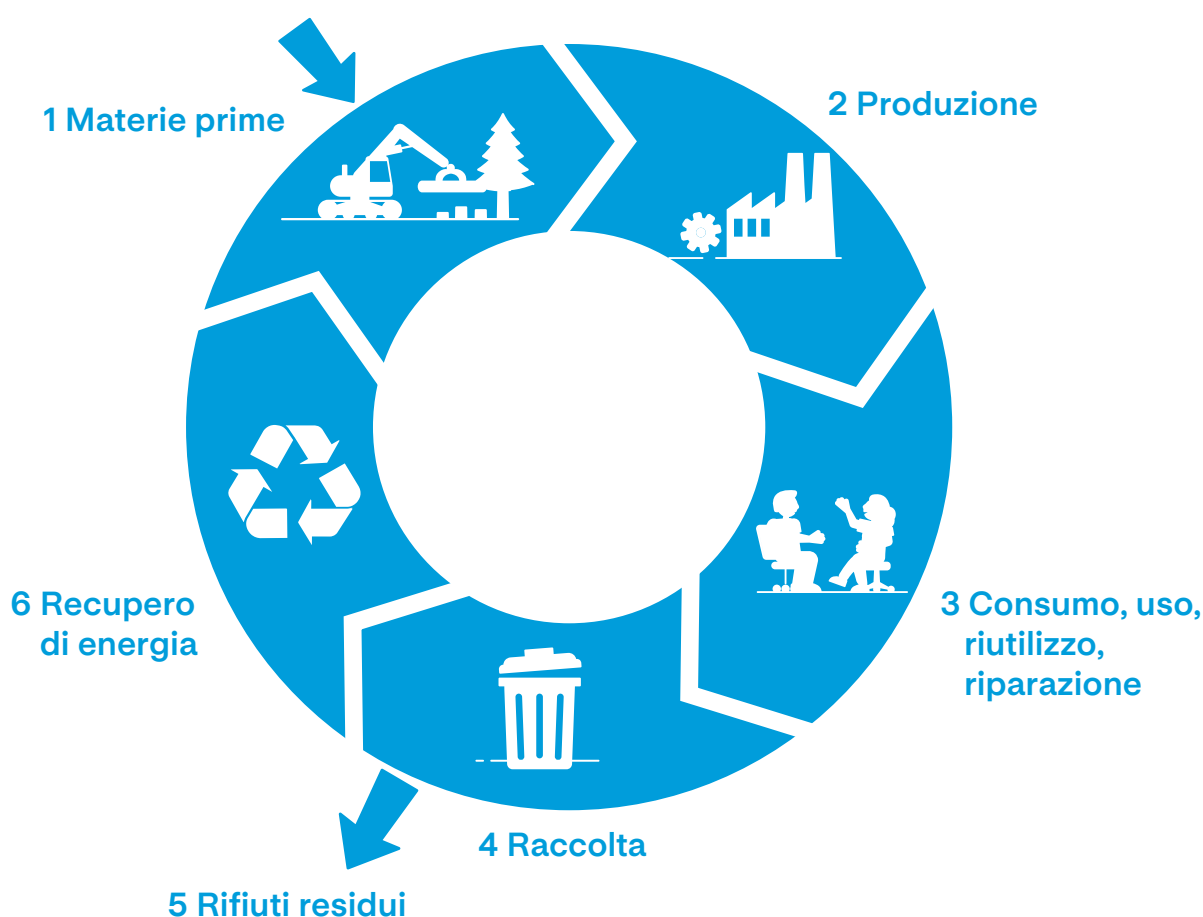 1 Materie prime
2 Produzione
3 Consumo, uso,
riutilizzo,
riparazione
4 Raccolta
5 Rifiuti residui
6 Recupero
di energia